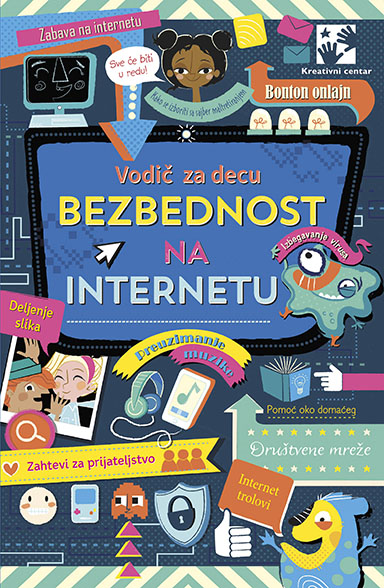 Zabava na internetu
Sve će biti
u redu!
Kako se izboriti sa sajber maltretiranjem
Kreativni centar
Bonton onlajn
Vodič za decu
BEZBEDNOST
NA
INTERNETU
Izbegavanje virusa
Deljenje
slika
Preuzimanje
muzike
Pomoć oko domaćeg
Društvene mreže
Zahtevi za prijateljstvo
Internet
trolovi